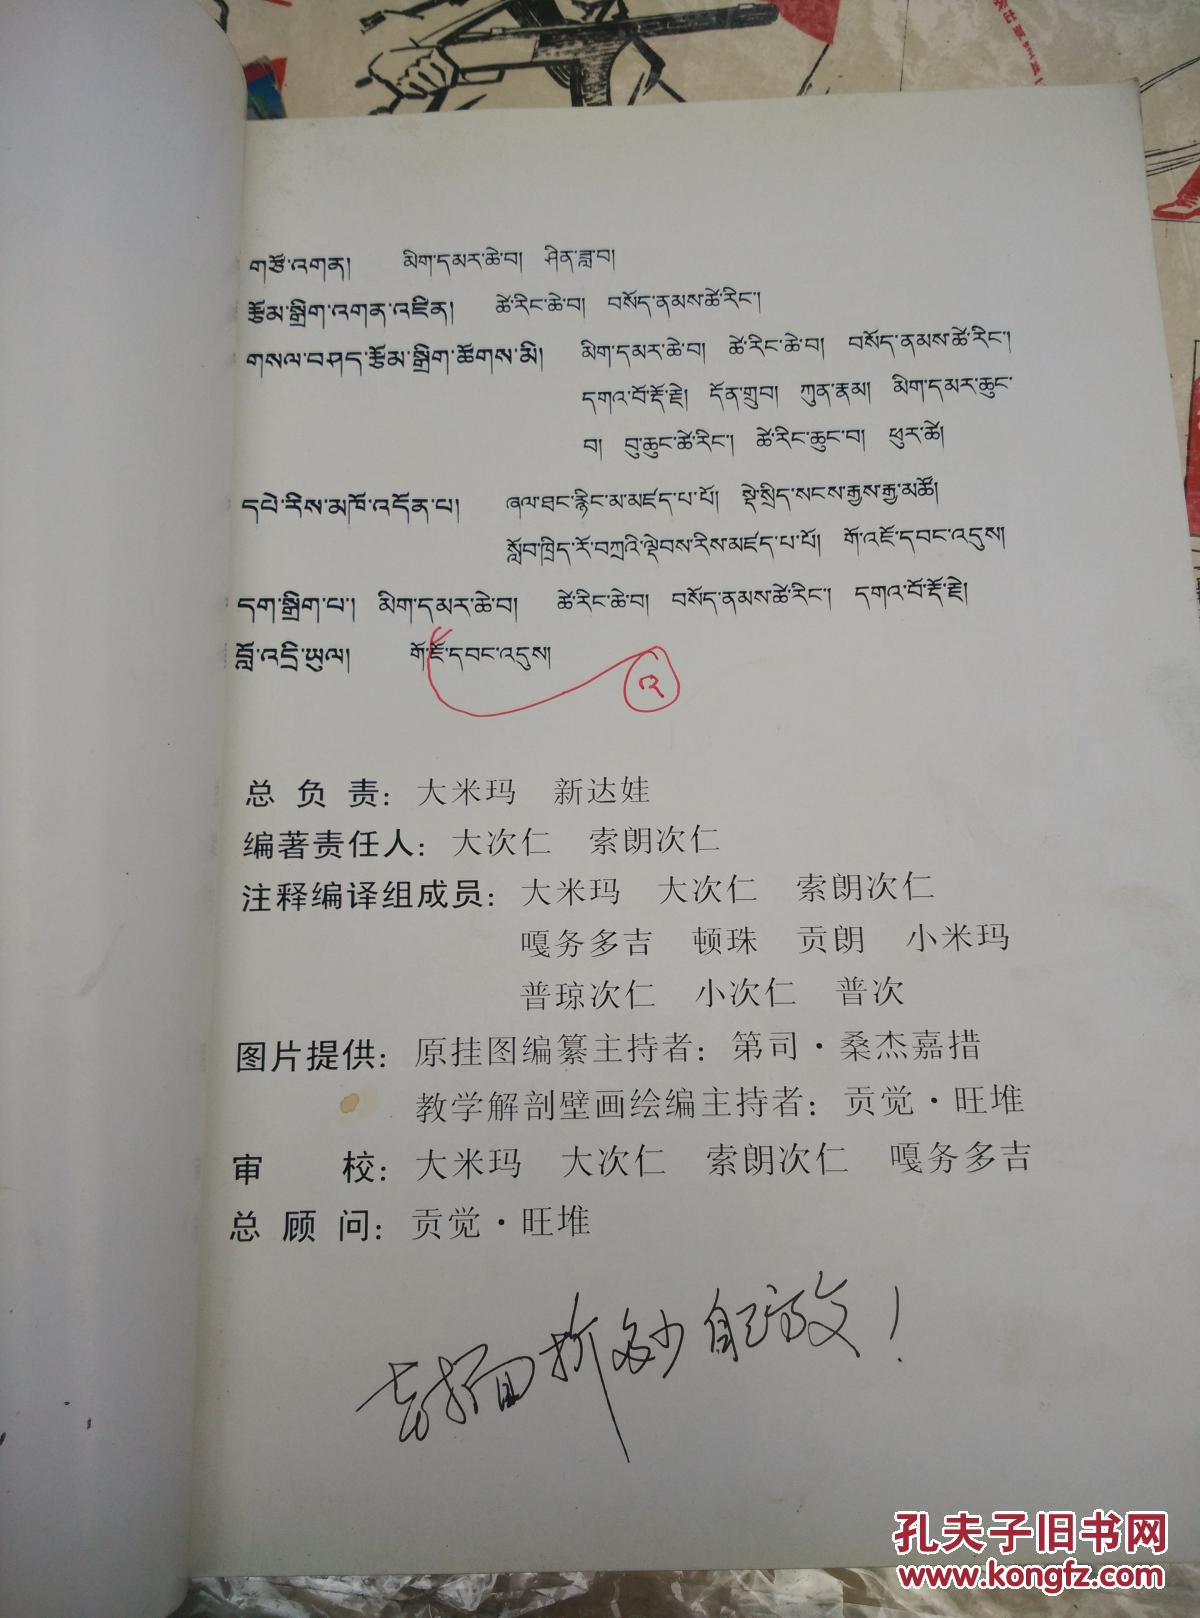 གཙོ་འགན། མིག་དམར་ཆེ་བ། ཤིན་ཟླ་བ།
རྩོམ་སྒྲིག་འགན་འཛིན། ཚེ་རིང་ཆེ་བ། བསོད་ནམས་ཚེ་རིང་།
གསལ་བཤད་རྩོམ་སྒྲིག་ཚོགས་མི། མིག་དམར་ཆེ་བ། ཚེ་རིང་ཆེ་བ། བསོད་ནམས་ཚེ་རིང་།
དགའ་བོ་རྡོ་རྗེ། དོན་གྲུབ། ཀུན་རྣམ། མིག་དམར་ཆུང་
བ། བུ་ཆུང་ཚེ་རིང་། ཚེ་རིང་ཆུང་བ། ཕུར་ཚེ།
དཔེ་རིས་མཁོ་འདོན་པ། ཞལ་ཐང་རྙིང་མ་མཛད་པ་པོ། སྡེ་སྲིད་སངས་རྒྱས་རྒྱ་མཚོ།
སློབ་ཁྲིད་རོ་བཀྲའི་ལྡེབས་རིས་མཛད་པ་པོ། གོ་འཇོ་དབང་འདུས།
དག་སྒྲིག་པ་། མིག་དམར་ཆེ་བ། ཚེ་རིང་ཆེ་བ། བསོད་ནམས་ཚེ་རིང་། དགའ་བོ་རྡོ་རྗེ།
བློ་འདྲི་ཡུལ། གོ་ཇོ་དབང་འདུས།
འ
总 负 责：大米玛 新达娃
编著责任人：大次仁 索朗次仁
注释编译组成员：大米玛 大次仁 索朗次仁
嘎务多吉 顿珠 贡朗 小米玛
普琼次仁 小次仁 普次
图片提供：原挂图编纂主持者：第司·桑杰嘉措
教学解剖壁画绘编主持者：贡觉·旺堆
审 校：大米玛 大次仁 索朗次仁 嘎务多吉
总 顾 问：贡觉·旺堆
孔夫子旧书网
www.kongfz.com